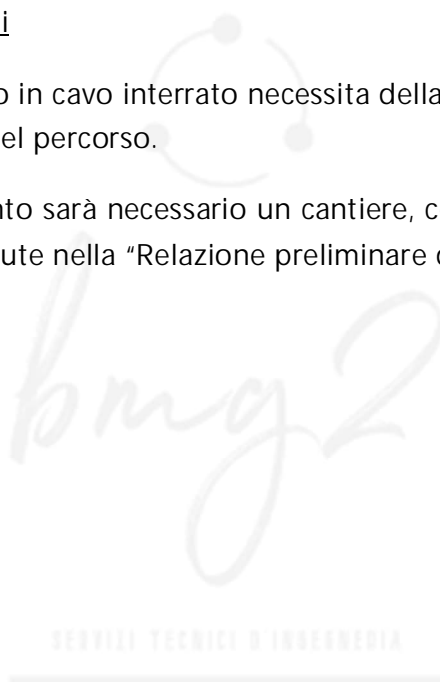 i
o in cavo interrato necessita della
el percorso.
nto sarà necessario un cantiere, c
ute nella "Relazione preliminare
bmg2
SERVIZI TECNICI D'INGEGNERIA